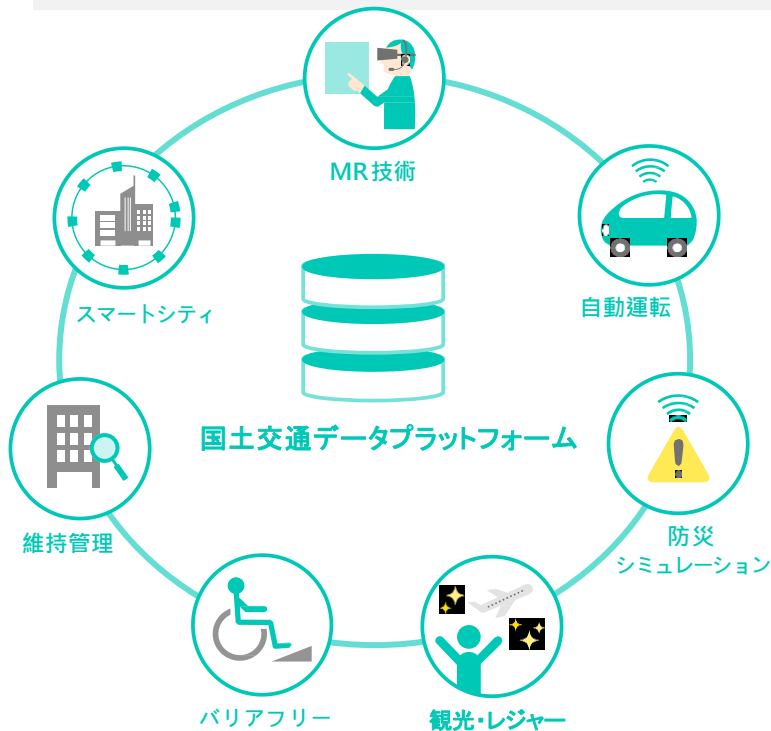 MR技術
自動運転
スマートシティ
国土交通データプラットフォーム
維持管理
防災
シミュレーション
バリアフリー
観光・レジャー